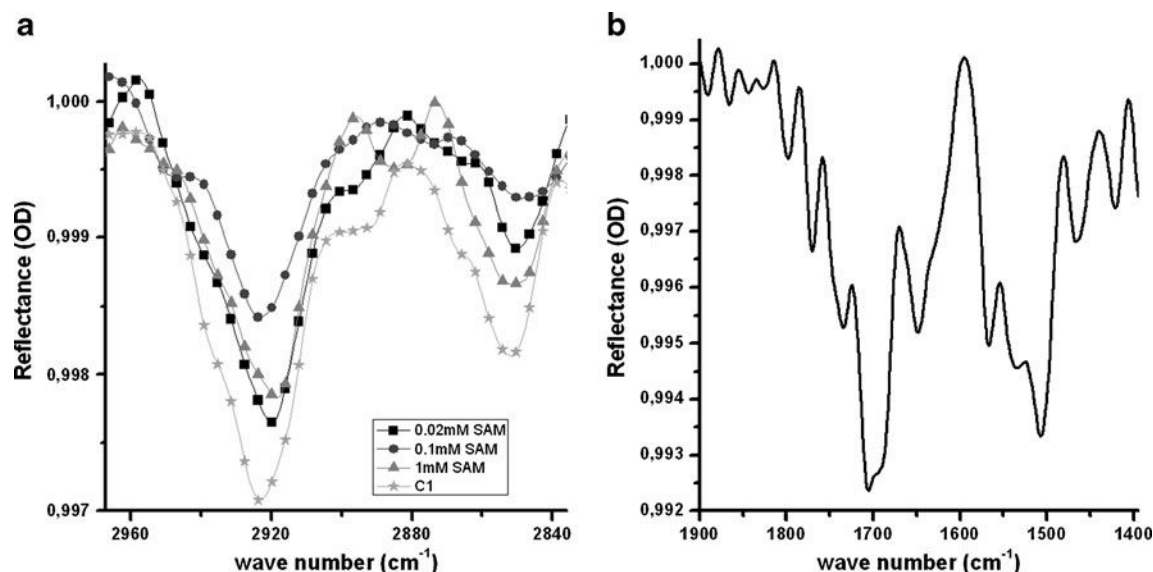 a
Reflectance (OD)
1,000
0,999
0,998
0,997
2960
2920
2880
2840
wave number (cm-1)
0.02mM SAM
0.1mM SAM
1mM SAM
C1
b
Reflectance (OD)
1,000
0,999
0,998
0,997
0,996
0,995
0,994
0,993
0,992
1900
1800
1700
1600
1500
1400
wave number (cm-1)